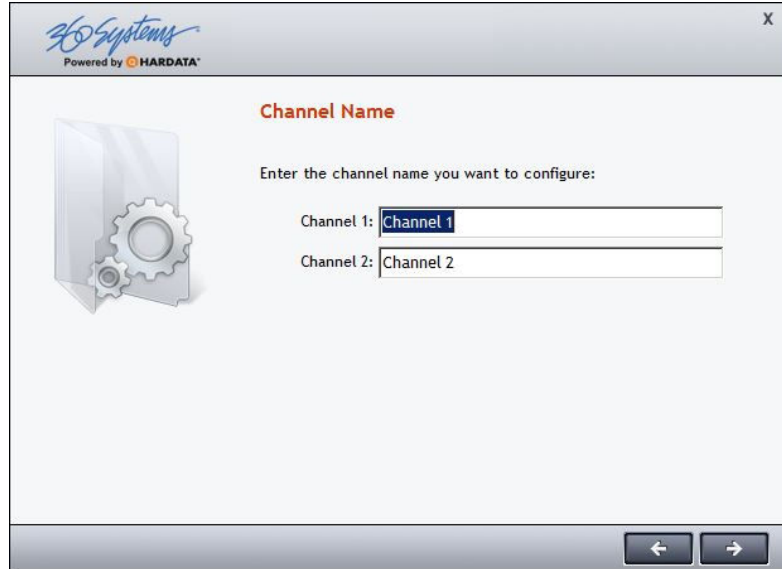 X
360 Systems
Powered by HARDATA
Channel Name
Enter the channel name you want to configure:
Channel 1: Channel 1
Channel 2: Channel 2